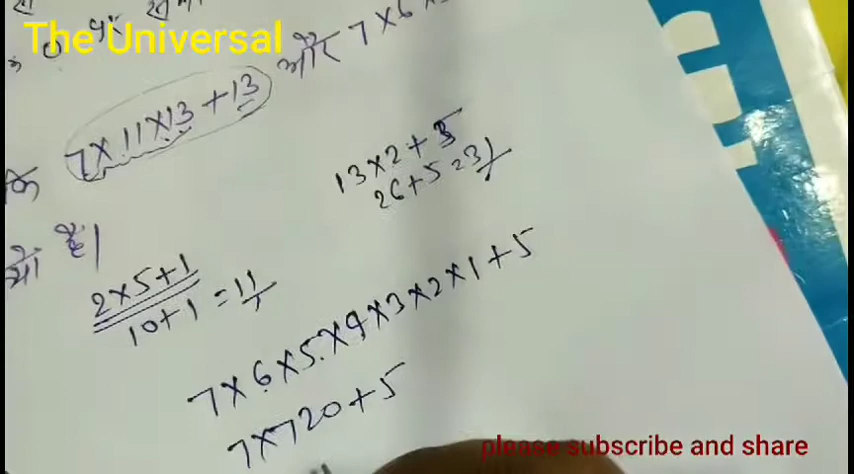 The Universal
7×11×13+13 और 7×6×
कि
13×2+5
26+5=31
है।
2×5+1
10+1=11
7×6×5×4×3×2×1+5
7×720+5
please subscribe and share